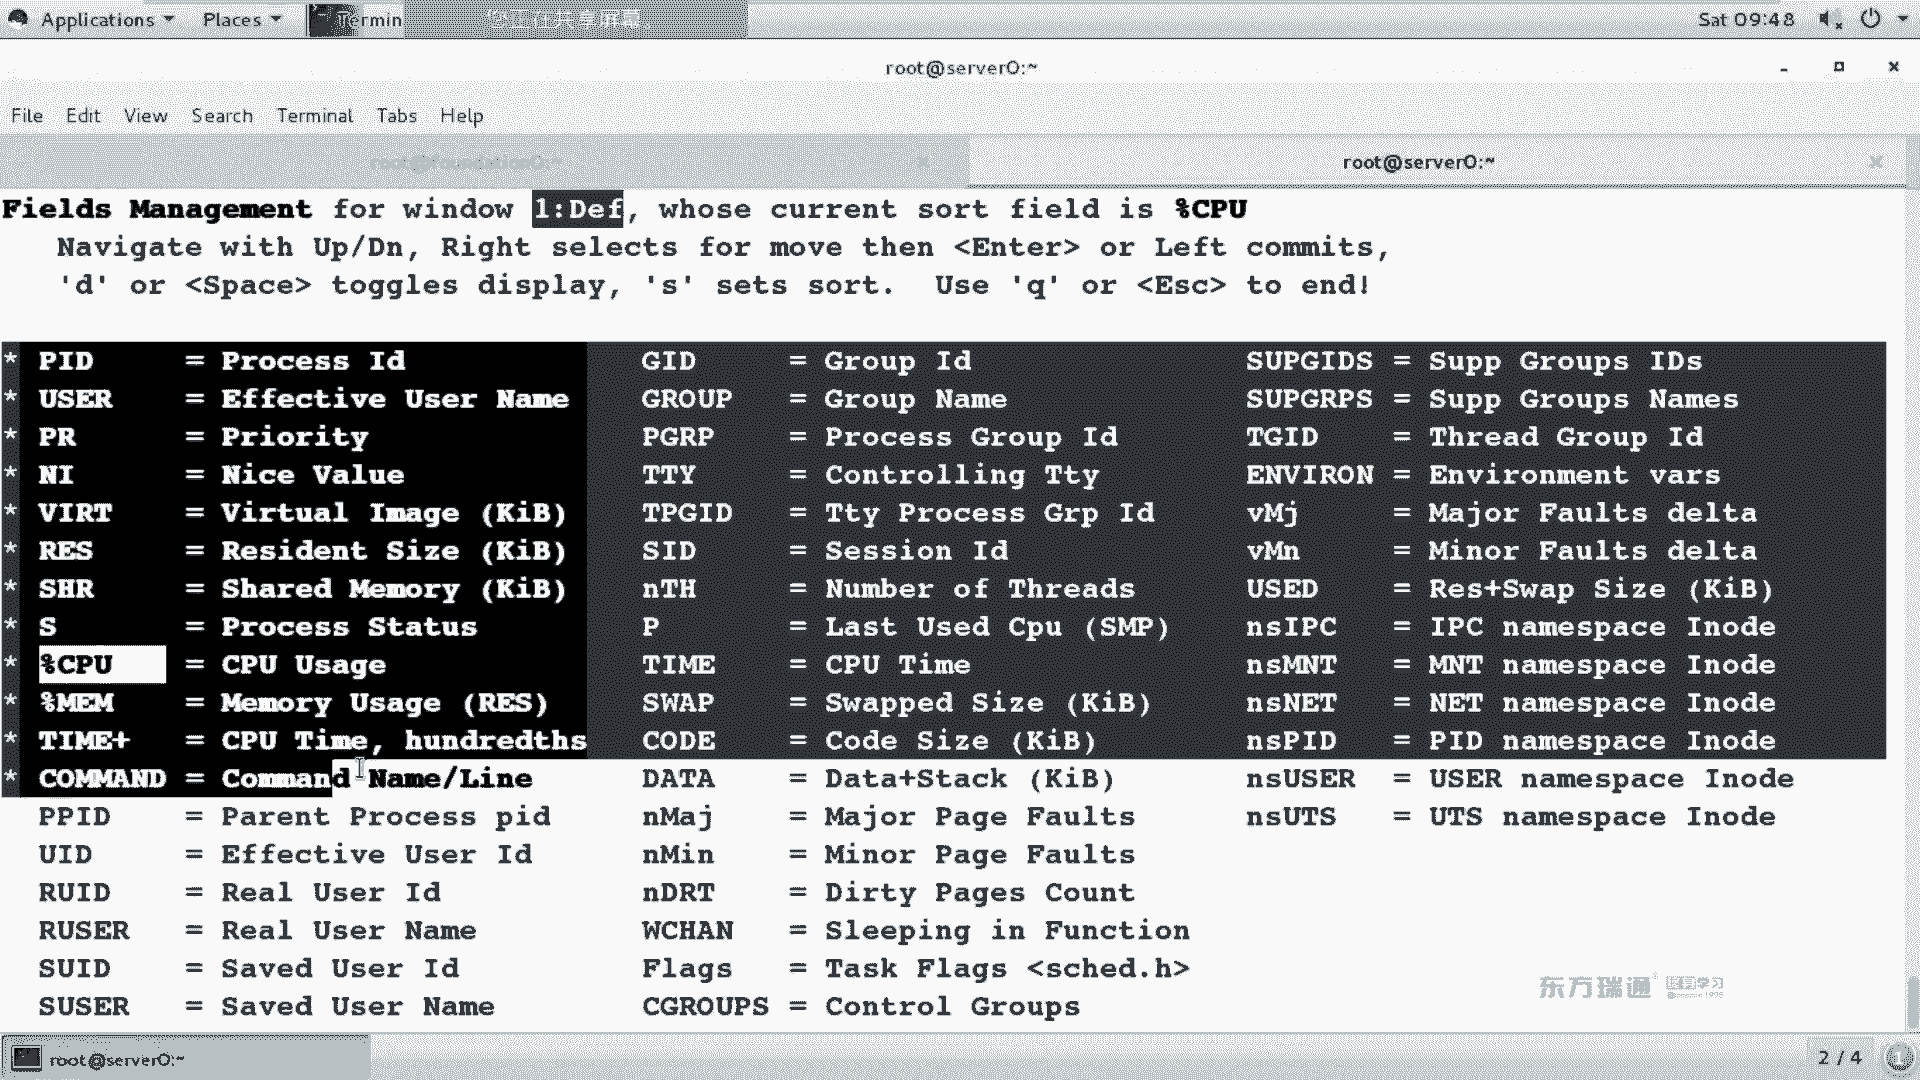 Applications Places Termin 您正在共享屏幕 Sat 09:48
root@server0:~
File Edit View Search Terminal Tabs Help
root@foundation0:~ root@server0:~
Fields Management for window 1:Def, whose current sort field is %CPU
Navigate with Up/Dn, Right selects for move then <Enter> or Left commits,
'd' or <Space> toggles display, 's' sets sort. Use 'q' or <Esc> to end!
* PID = Process Id GID = Group Id SUPGIDS = Supp Groups IDs
* USER = Effective User Name GROUP = Group Name SUPGRPS = Supp Groups Names
* PR = Priority PGRP = Process Group Id TGID = Thread Group Id
* NI = Nice Value TTY = Controlling Tty ENVIRON = Environment vars
* VIRT = Virtual Image (KiB) TPGID = Tty Process Grp Id vMj = Major Faults delta
* RES = Resident Size (KiB) SID = Session Id vMn = Minor Faults delta
* SHR = Shared Memory (KiB) nTH = Number of Threads USED = Res+Swap Size (KiB)
* S = Process Status P = Last Used Cpu (SMP) nsIPC = IPC namespace Inode
* %CPU = CPU Usage TIME = CPU Time nsMNT = MNT namespace Inode
* %MEM = Memory Usage (RES) SWAP = Swapped Size (KiB) nsNET = NET namespace Inode
* TIME+ = CPU Time, hundredths CODE = Code Size (KiB) nsPID = PID namespace Inode
* COMMAND = Command Name/Line DATA = Data+Stack (KiB) nsUSER = USER namespace Inode
PPID = Parent Process pid nMaj = Major Page Faults nsUTS = UTS namespace Inode
UID = Effective User Id nMin = Minor Page Faults
RUID = Real User Id nDRT = Dirty Pages Count
RUSER = Real User Name WCHAN = Sleeping in Function
SUID = Saved User Id Flags = Task Flags <sched.h>
SUSER = Saved User Name CGROUPS = Control Groups
东方瑞通
root@server0:~ 2 / 4 1